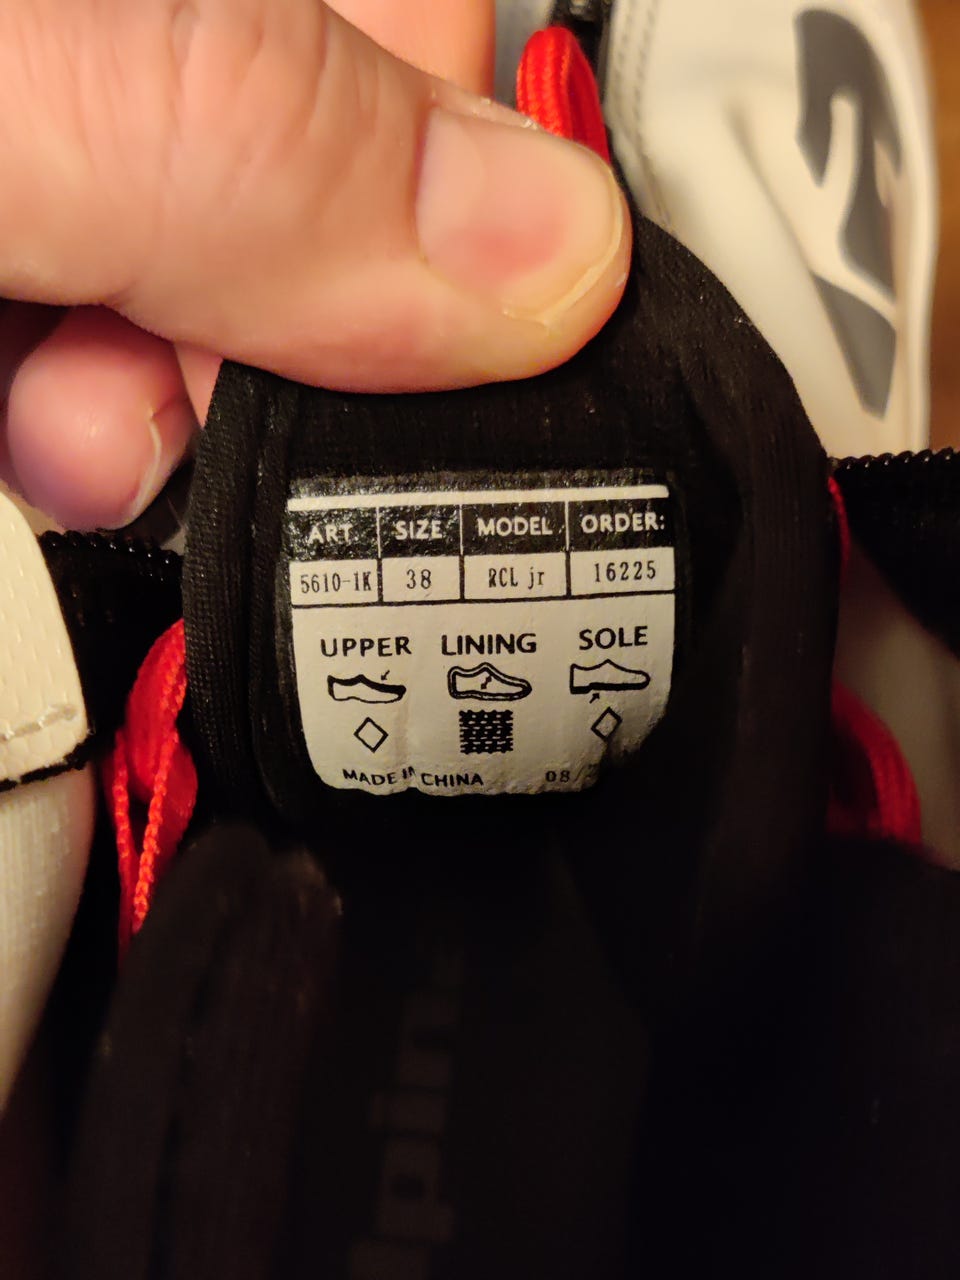 ART. SIZE MODEL ORDER:
5610-1K 38 RCL jr 16225
UPPER LINING SOLE
MADE IN CHINA 08/